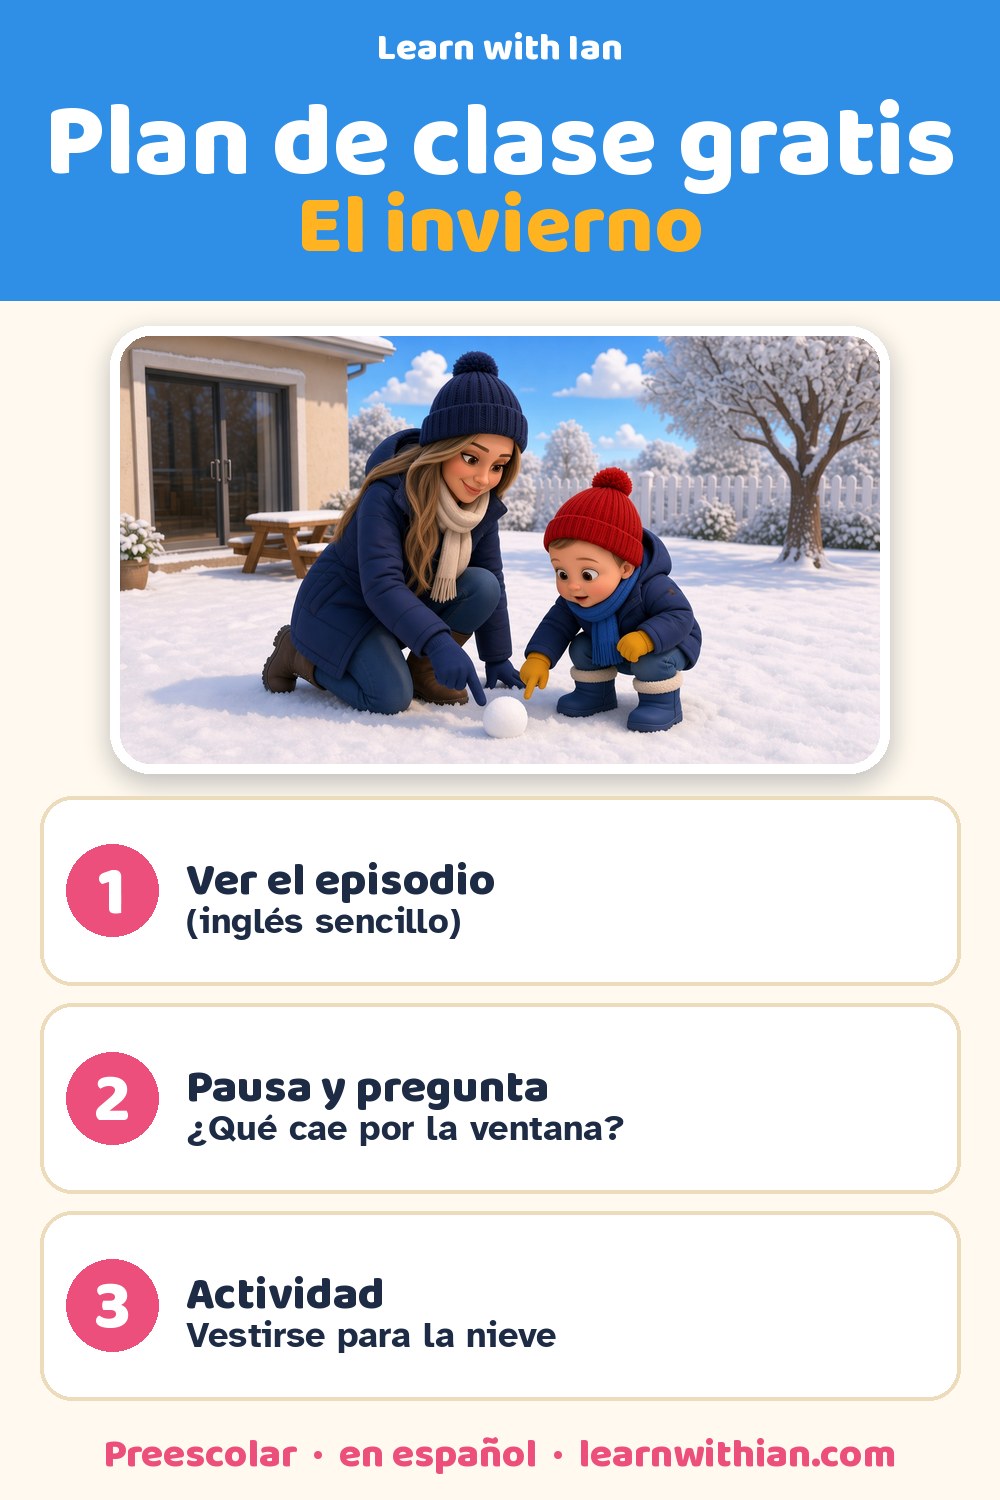 Learn with Ian
Plan de clase gratis
El invierno
1
Ver el episodio
(inglés sencillo)
2
Pausa y pregunta
¿Qué cae por la ventana?
3
Actividad
Vestirse para la nieve
Preescolar • en español • learnwithian.com